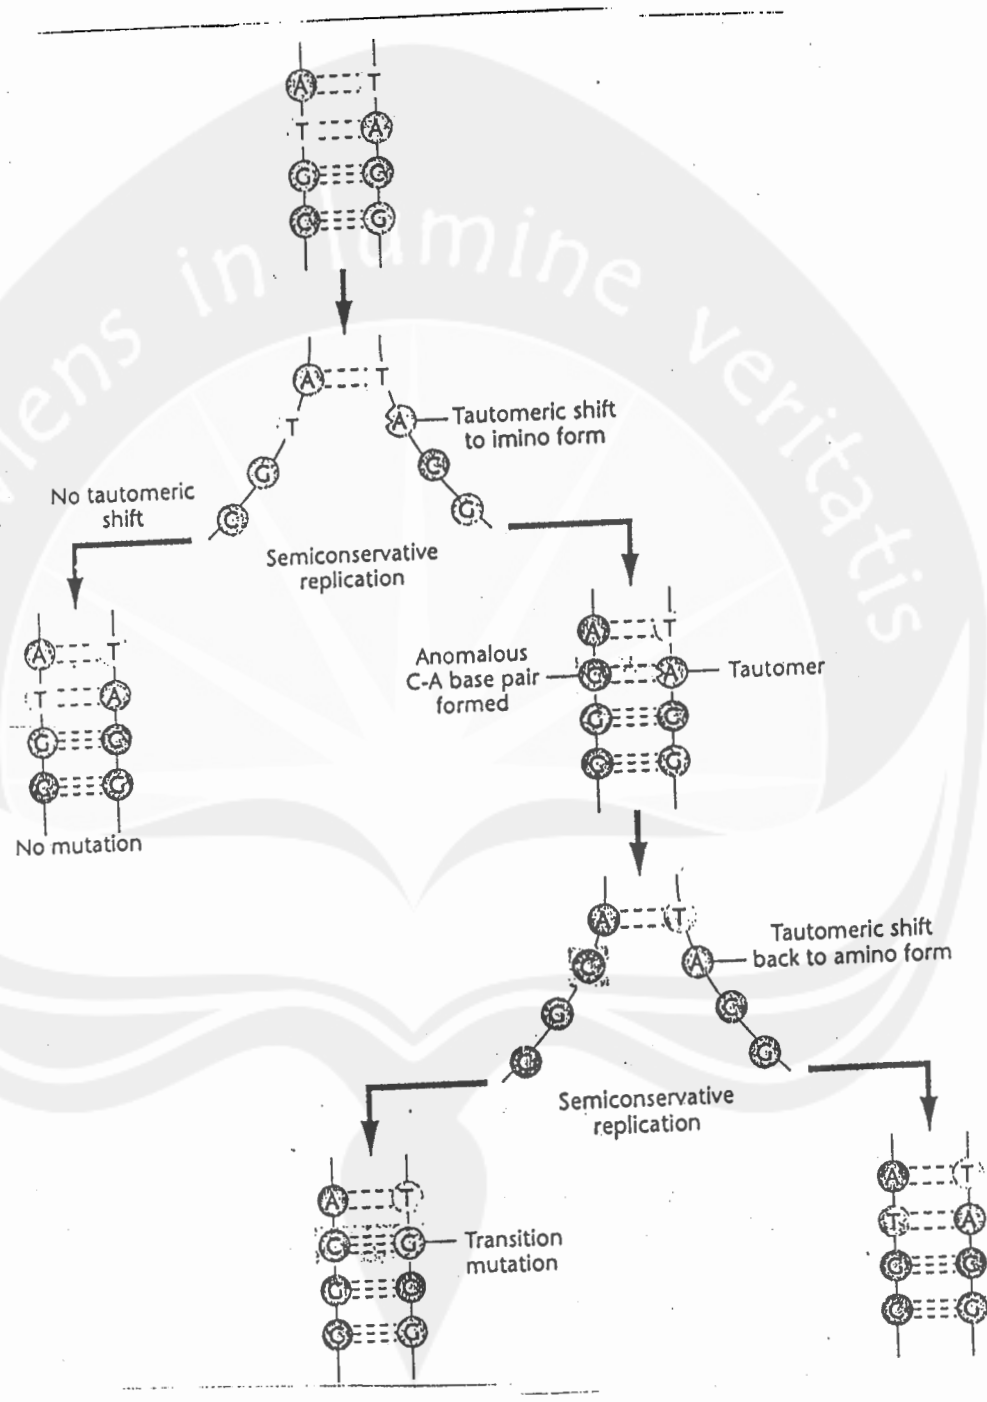 A T
T A
G C
C G
A T
T A
G C
C G
Tautomeric shift
to imino form
No tautomeric
shift
Semiconservative
replication
A T
T A
G C
C G
No mutation
A T
C A
G C
C G
Anomalous
C-A base pair
formed
Tautomer
A T
C A
G C
C G
Tautomeric shift
back to amino form
Semiconservative
replication
A T
C G
G C
C G
Transition
mutation
A T
T A
G C
C G
lens in lumine veritatis